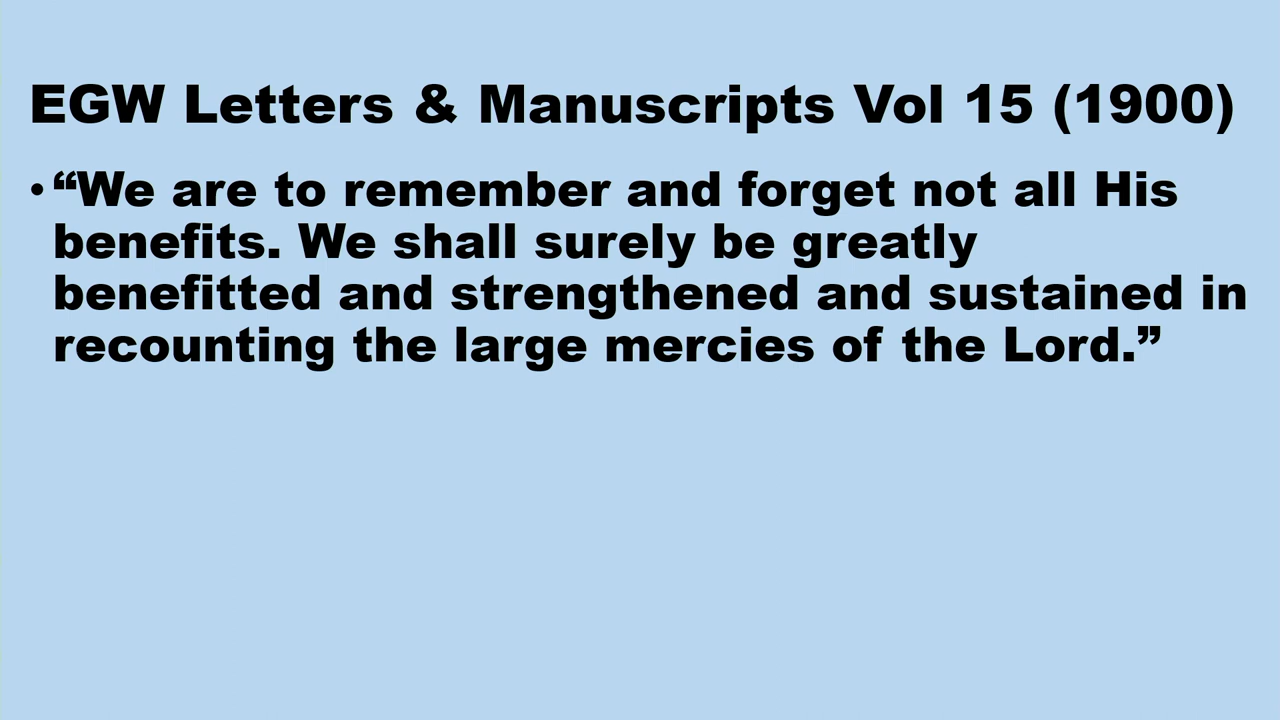 EGW Letters & Manuscripts Vol 15 (1900)
• “We are to remember and forget not all His
benefits. We shall surely be greatly
benefitted and strengthened and sustained in
recounting the large mercies of the Lord.”